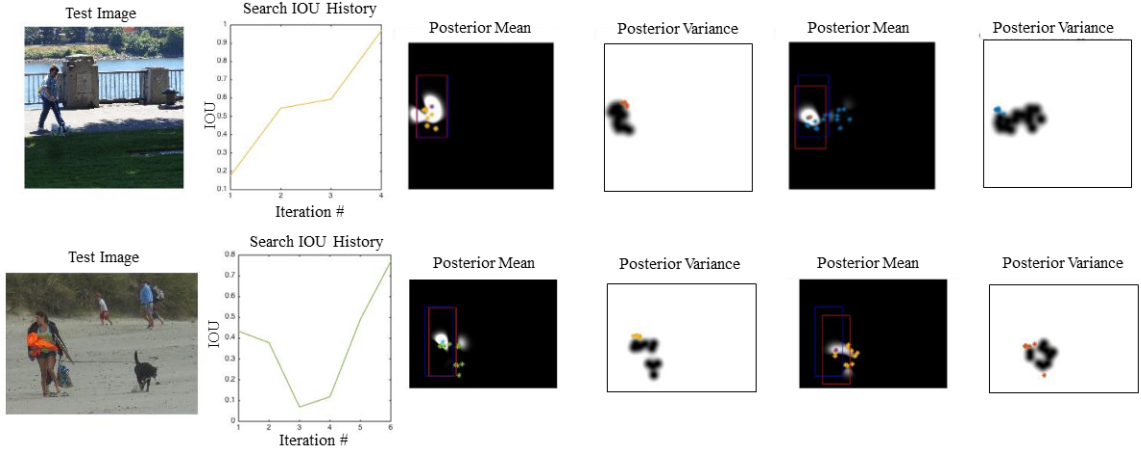 Test Image
Search IOU History
Posterior Mean
Posterior Variance
Posterior Mean
Posterior Variance
1
0.9
0.8
0.7
0.6
0.5
0.4
0.3
0.2
0.1
IOU
1 2 3 4
Iteration #
Test Image
Search IOU History
Posterior Mean
Posterior Variance
Posterior Mean
Posterior Variance
0.8
0.7
0.6
0.5
0.4
0.3
0.2
0.1
0
IOU
1 2 3 4 5 6
Iteration #